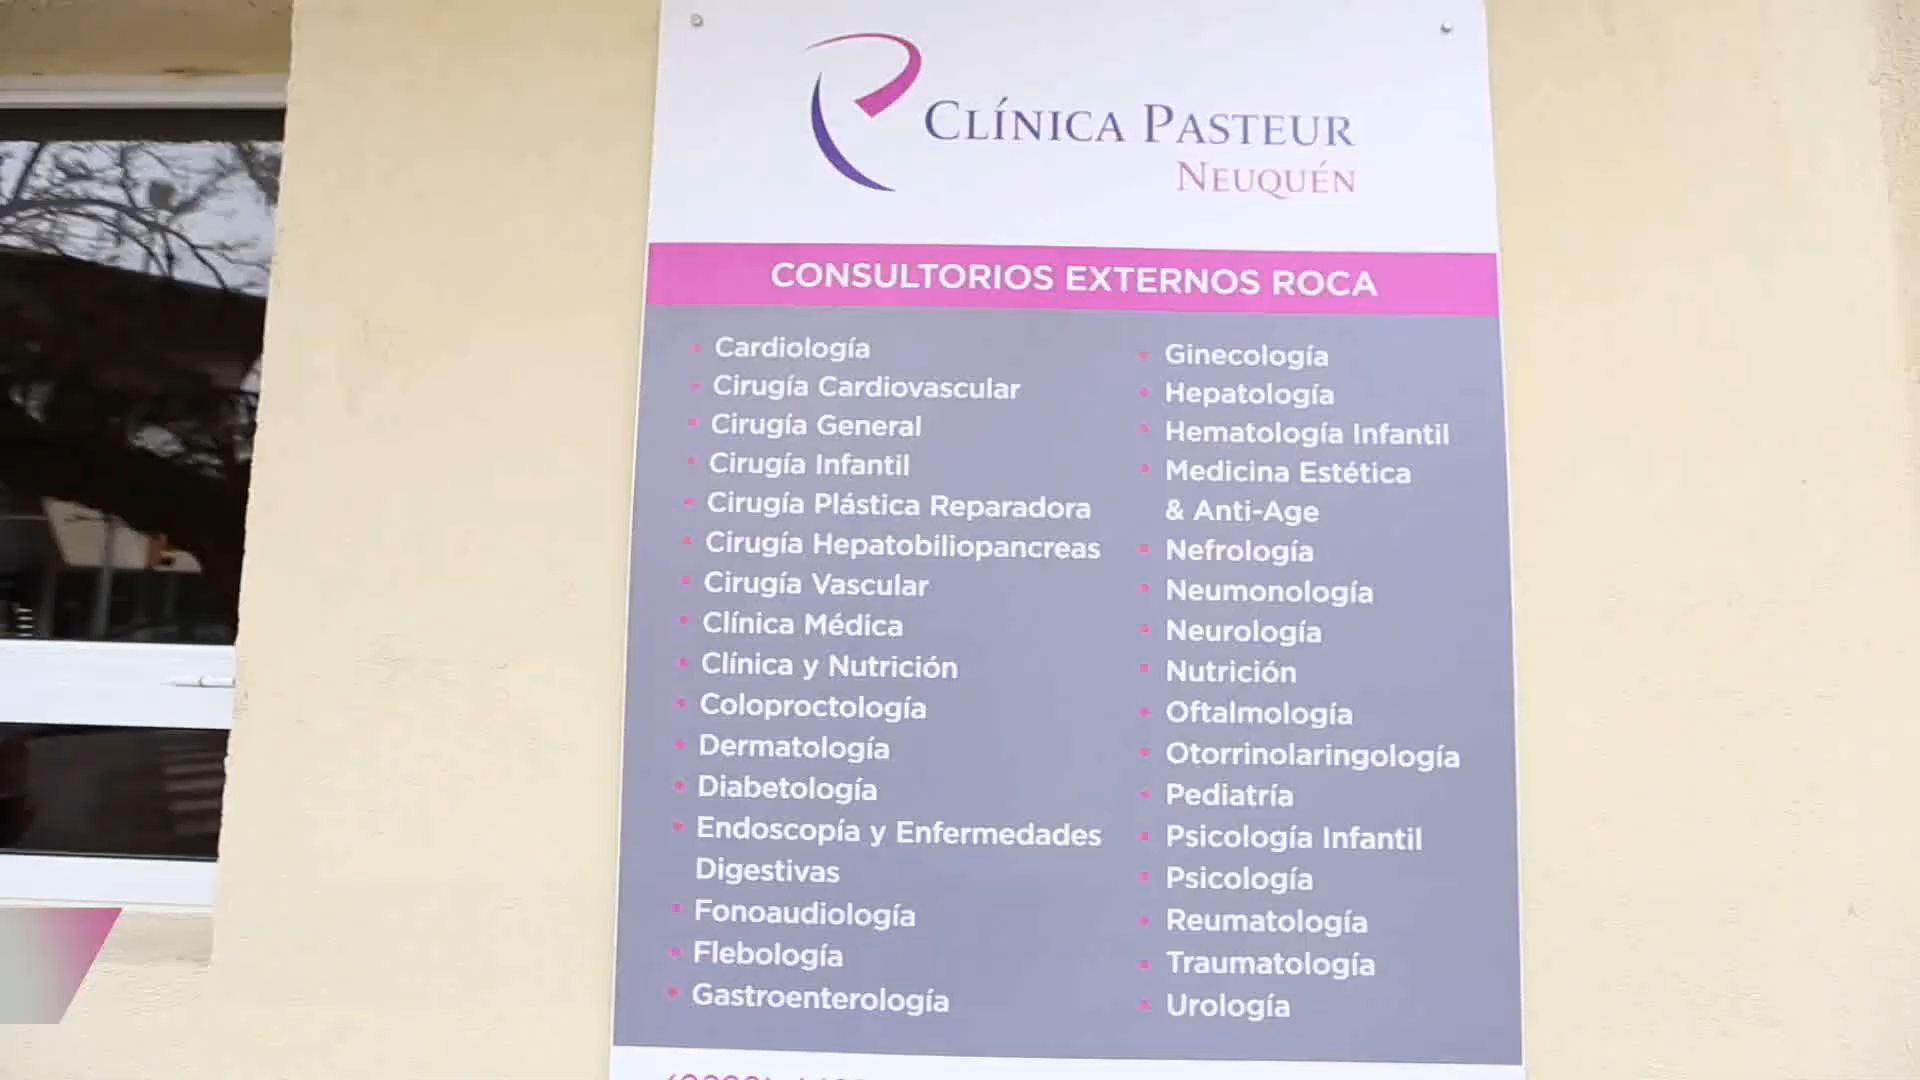 CLÍNICA PASTEUR
NEUQUÉN
CONSULTORIOS EXTERNOS ROCA
• Cardiología
• Cirugía Cardiovascular
• Cirugía General
• Cirugía Infantil
• Cirugía Plástica Reparadora
• Cirugía Hepatobiliopancreas
• Cirugía Vascular
• Clínica Médica
• Clínica y Nutrición
• Coloproctología
• Dermatología
• Diabetología
• Endoscopía y Enfermedades
Digestivas
• Fonoaudiología
• Flebología
• Gastroenterología
• Ginecología
• Hepatología
• Hematología Infantil
• Medicina Estética
& Anti-Age
• Nefrología
• Neumonología
• Neurología
• Nutrición
• Oftalmología
• Otorrinolaringología
• Pediatría
• Psicología Infantil
• Psicología
• Reumatología
• Traumatología
• Urología